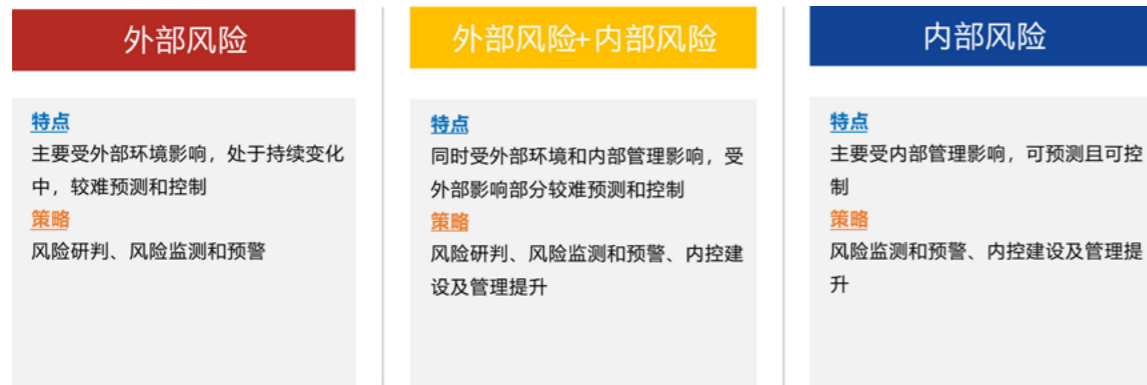 外部风险
特点
主要受外部环境影响，处于持续变化
中，较难预测和控制
策略
风险研判、风险监测和预警
外部风险+内部风险
特点
同时受外部环境和内部管理影响，受
外部影响部分较难预测和控制
策略
风险研判、风险监测和预警、内控建
设及管理提升
内部风险
特点
主要受内部管理影响，可预测且可控
制
策略
风险监测和预警、内控建设及管理提
升